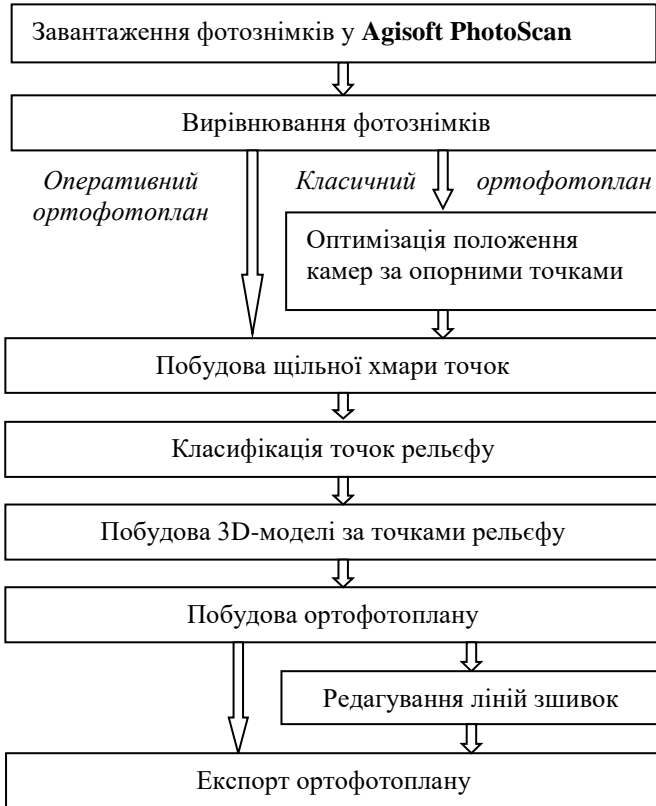 Завантаження фотознімків у Agisoft PhotoScan
Вирівнювання фотознімків
Оперативний
ортофотоплан
Класичний ортофотоплан
Оптимізація положення
камер за опорними точками
Побудова щільної хмари точок
Класифікація точок рельєфу
Побудова 3D-моделі за точками рельєфу
Побудова ортофотоплану
Редагування ліній зшивок
Експорт ортофотоплану